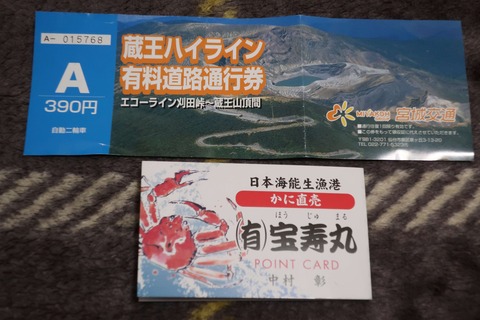 A- 015768
A
390円
自動二輪車
蔵王ハイライン
有料道路通行券
エコーライン刈田峠～蔵王山頂間
宮城交通
日本海能生漁港
かに直売
ほう じゅ まる
(有)宝寿丸
POINT CARD
中村 彰